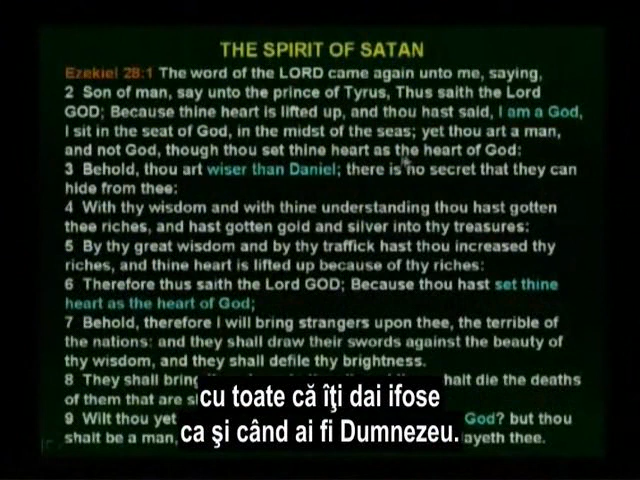 THE SPIRIT OF SATAN
Ezekiel 28:1 The word of the LORD came again unto me, saying,
2 Son of man, say unto the prince of Tyrus, Thus saith the Lord
GOD; Because thine heart is lifted up, and thou hast said, I am a God,
I sit in the seat of God, in the midst of the seas; yet thou art a man,
and not God, though thou set thine heart as the heart of God:
3 Behold, thou art wiser than Daniel; there is no secret that they can
hide from thee:
4 With thy wisdom and with thine understanding thou hast gotten
thee riches, and hast gotten gold and silver into thy treasures:
5 By thy great wisdom and by thy traffick hast thou increased thy
riches, and thine heart is lifted up because of thy riches:
6 Therefore thus saith the Lord GOD; Because thou hast set thine
heart as the heart of God;
7 Behold, therefore I will bring strangers upon thee, the terrible of
the nations: and they shall draw their swords against the beauty of
thy wisdom, and they shall defile thy brightness.
8 They shall bring halt die the deaths
of them that are
9 Wilt thou yet God? but thou
shalt be a man, layeth thee.
cu toate că îţi dai ifose
ca şi când ai fi Dumnezeu.